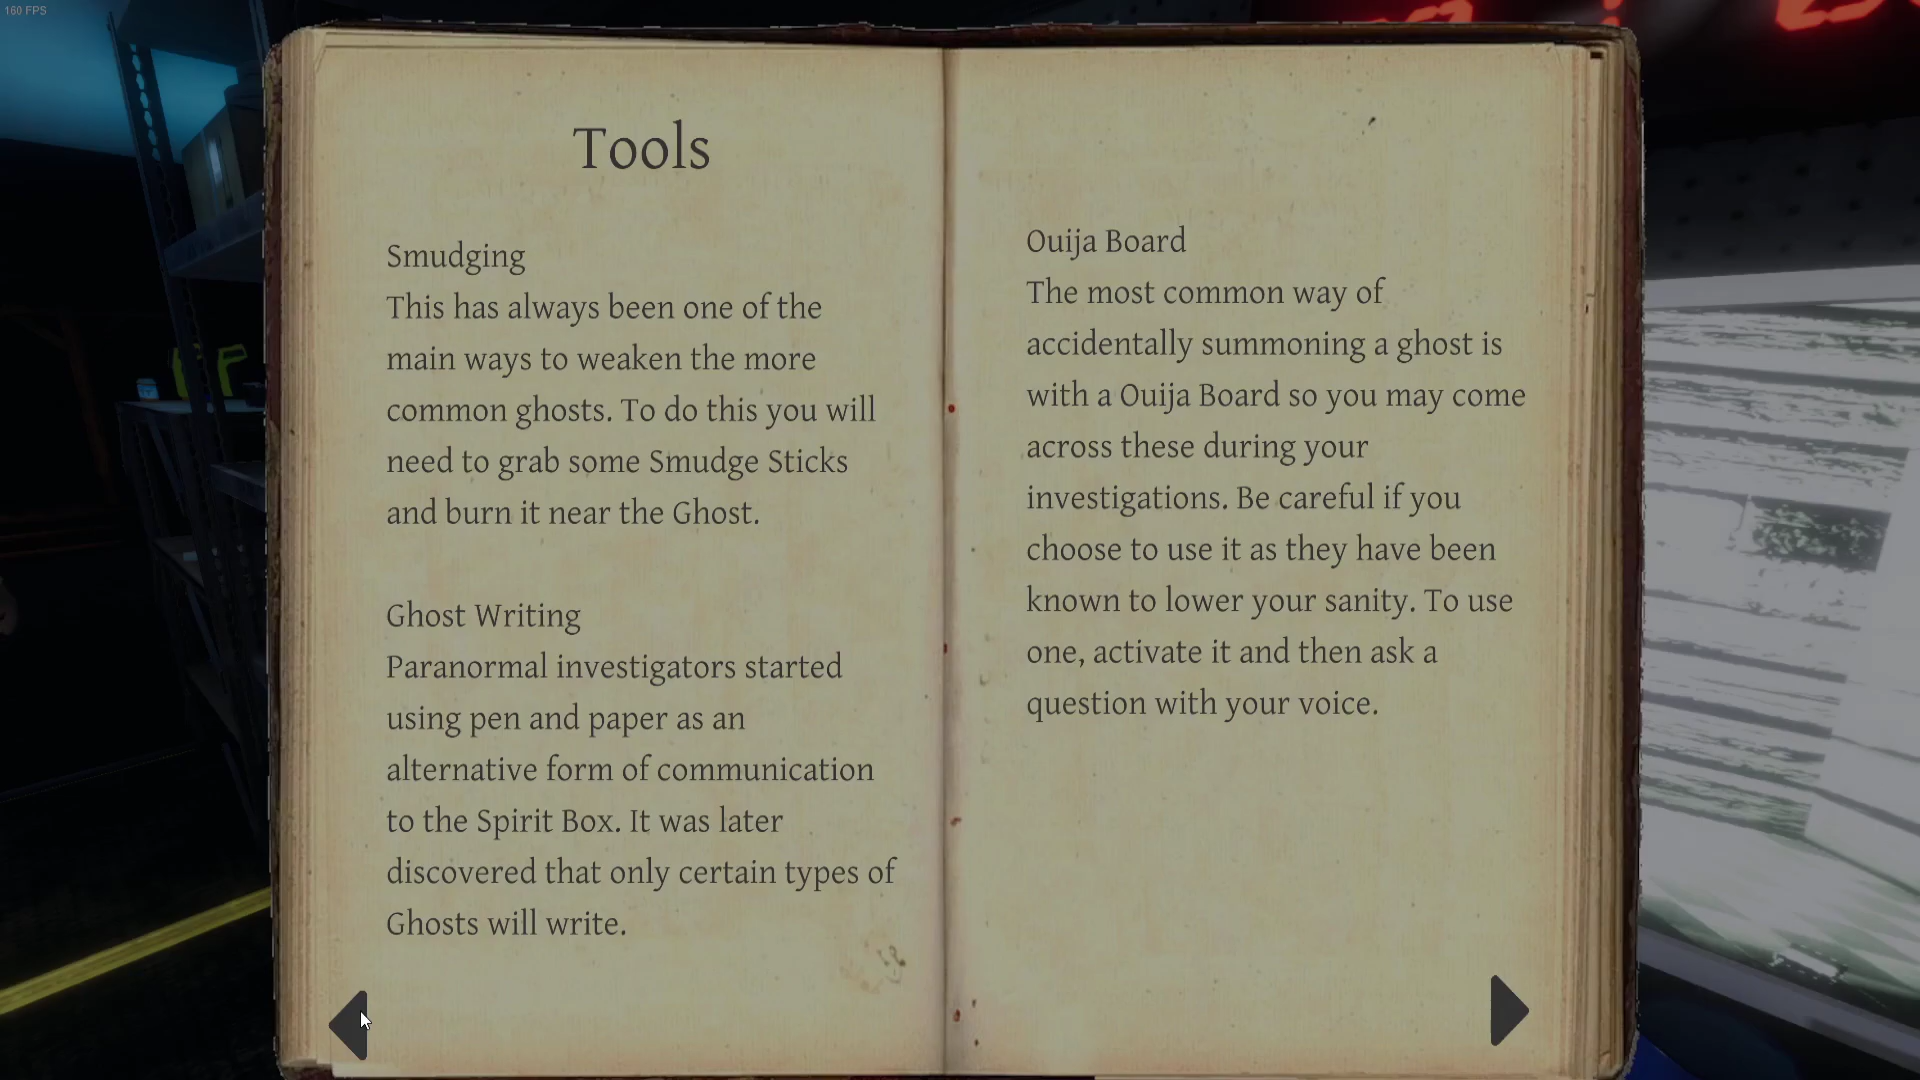 160 FPS
Tools
Smudging
This has always been one of the
main ways to weaken the more
common ghosts. To do this you will
need to grab some Smudge Sticks
and burn it near the Ghost.
Ghost Writing
Paranormal investigators started
using pen and paper as an
alternative form of communication
to the Spirit Box. It was later
discovered that only certain types of
Ghosts will write.
Ouija Board
The most common way of
accidentally summoning a ghost is
with a Ouija Board so you may come
across these during your
investigations. Be careful if you
choose to use it as they have been
known to lower your sanity. To use
one, activate it and then ask a
question with your voice.